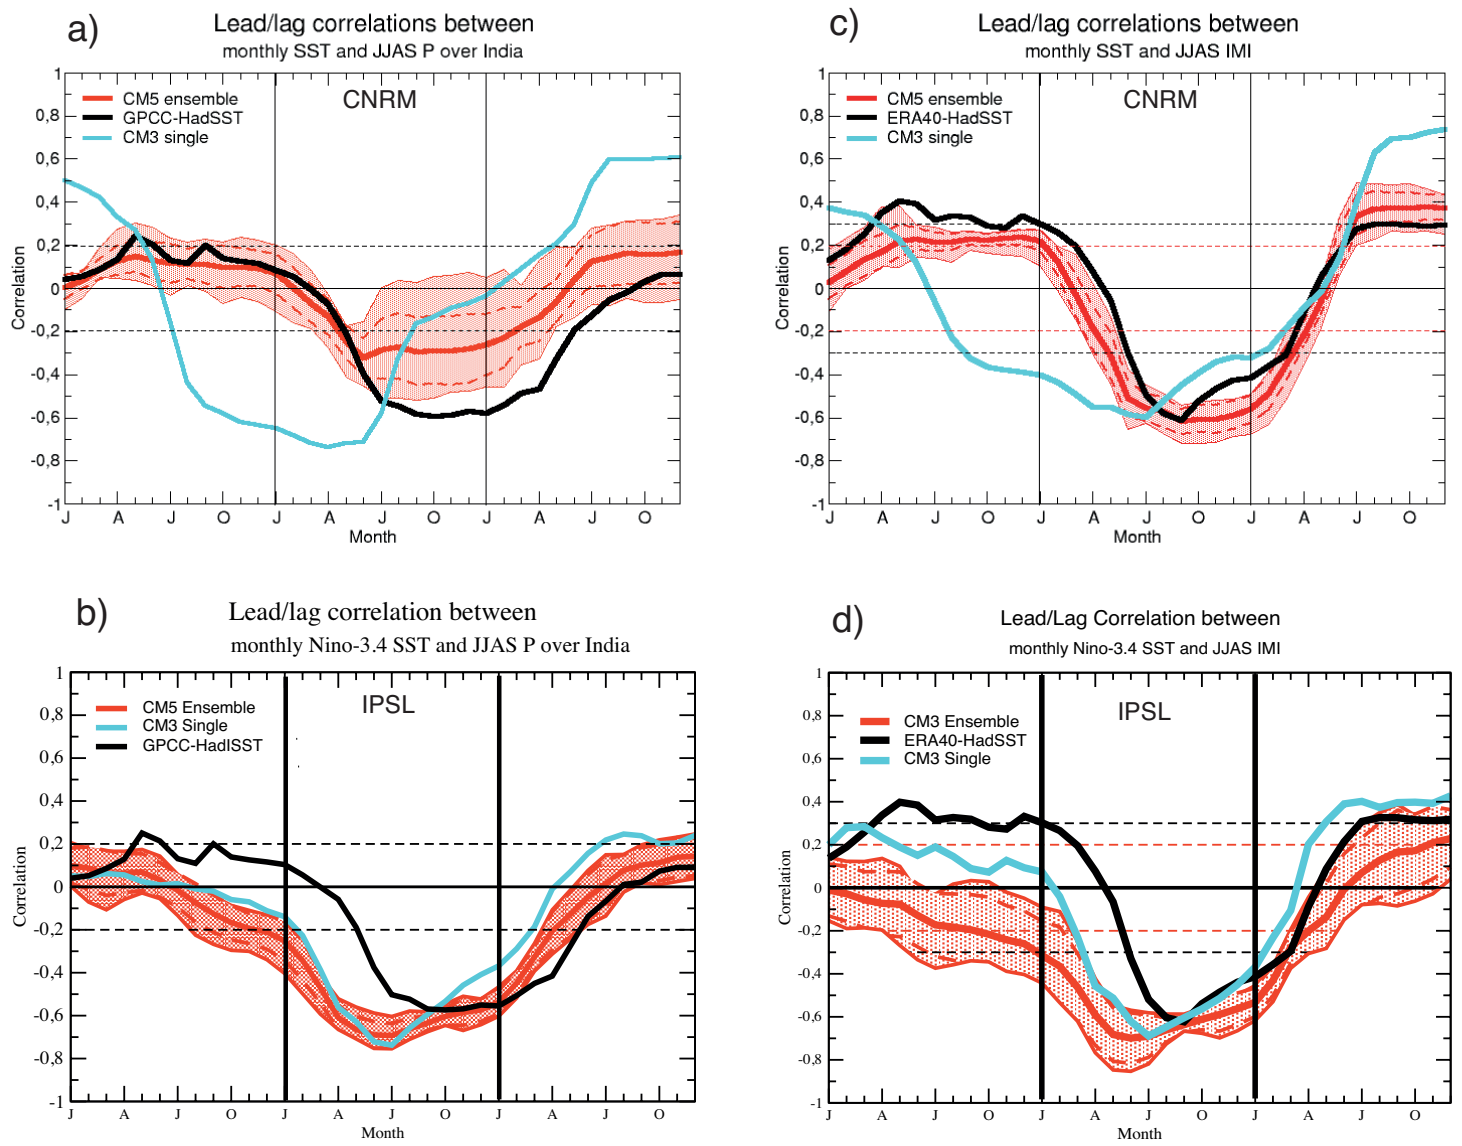 a)
Lead/lag correlations between
monthly SST and JJAS P over India
CNRM
CM5 ensemble
GPCC-HadSST
CM3 single
1
0,8
0,6
0,4
0,2
0
-0,2
-0,4
-0,6
-0,8
-1
Correlation
J A J O J A J O J A J O
Month
c)
Lead/lag correlations between
monthly SST and JJAS IMI
CNRM
CM5 ensemble
ERA40-HadSST
CM3 single
1
0,8
0,6
0,4
0,2
0
-0,2
-0,4
-0,6
-0,8
-1
Correlation
J A J O J A J O J A J O
Month
b)
Lead/lag correlation between
monthly Nino-3.4 SST and JJAS P over India
IPSL
CM5 Ensemble
CM3 Single
GPCC-HadISST
1
0.8
0.6
0,4
0.2
0
-0.2
-0.4
-0.6
-0.8
-1
Correlation
J A J O J A J O J A J O
Month
d)
Lead/Lag Correlation between
monthly Nino-3.4 SST and JJAS IMI
IPSL
CM3 Ensemble
ERA40-HadSST
CM3 Single
1
0.8
0.6
0.4
0.2
0
-0.2
-0.4
-0.6
-0.8
-1
Correlation
J A J O J A J O J A J O
Month